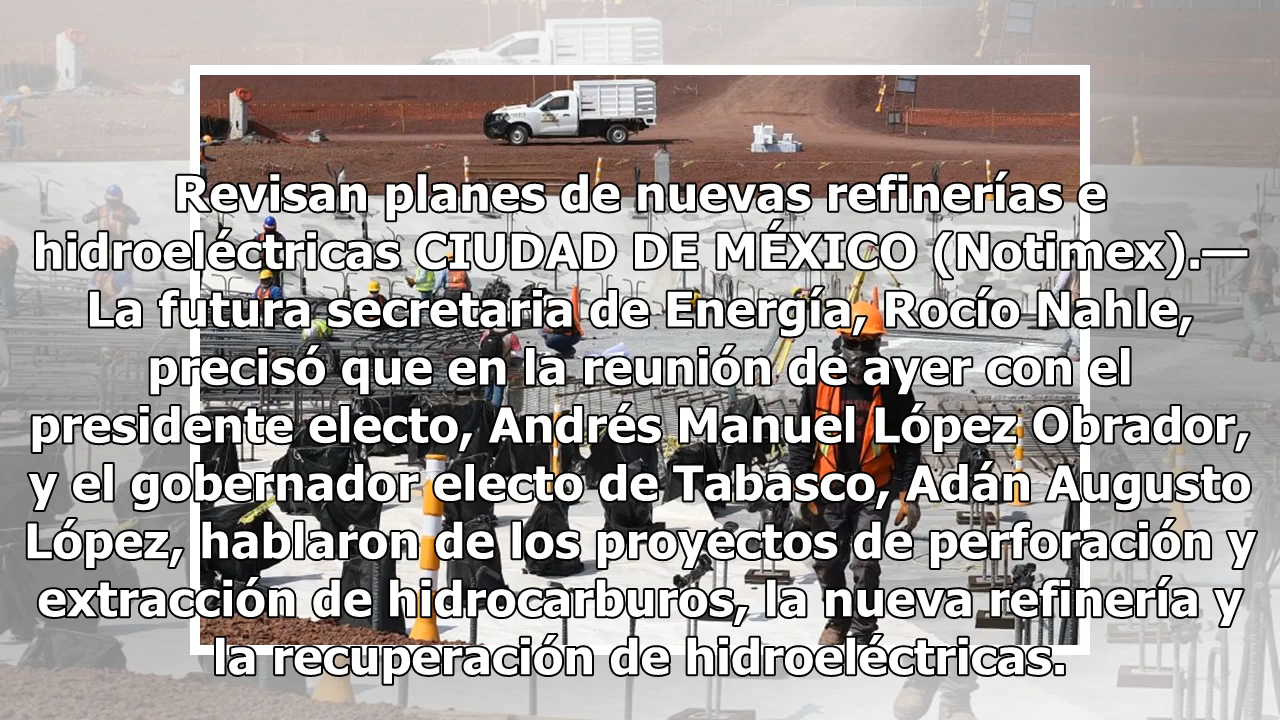 Revisan planes de nuevas refinerías e
hidroeléctricas CIUDAD DE MÉXICO (Notimex).—
La futura secretaria de Energía, Rocío Nahle,
precisó que en la reunión de ayer con el
presidente electo, Andrés Manuel López Obrador,
y el gobernador electo de Tabasco, Adán Augusto
López, hablaron de los proyectos de perforación y
extracción de hidrocarburos, la nueva refinería y
la recuperación de hidroeléctricas.